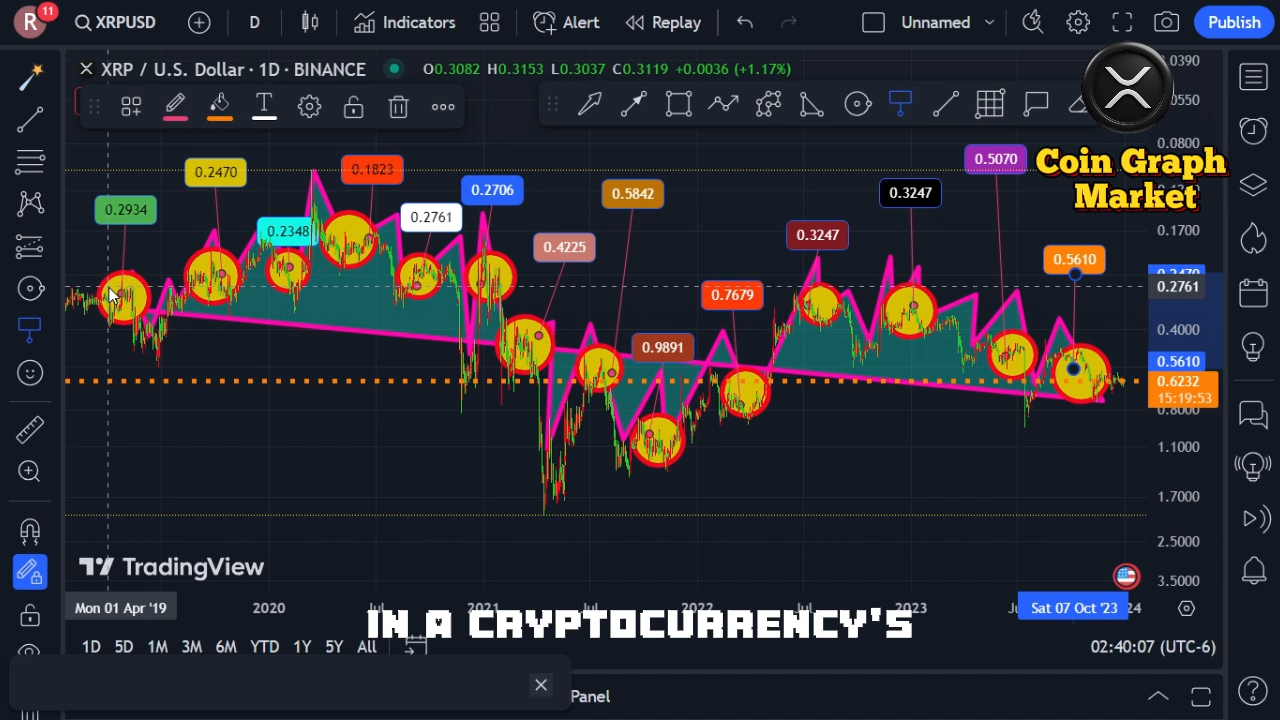 R
11
XRPUSD
D
Indicators
Alert
Replay
Unnamed
Publish
XRP / U.S. Dollar · 1D · BINANCE
O0.3082 H0.3153 L0.3037 C0.3119 +0.0036 (+1.17%)
T
Coin Graph
Market
0.2934
0.2470
0.2348
0.1823
0.2761
0.2706
0.4225
0.5842
0.9891
0.7679
0.3247
0.3247
0.5070
0.5610
0.0390
0.0800
0.1700
0.2761
0.4000
0.5610
0.6232
15:19:53
0.8000
1.1000
1.7000
2.5000
3.5000
TradingView
Mon 01 Apr '19
2020
2021
2022
2023
Sat 07 Oct '23
IN A CRYPTOCURRENCY'S
1D 5D 1M 3M 6M YTD 1Y 5Y All
02:40:07 (UTC-6)
Panel